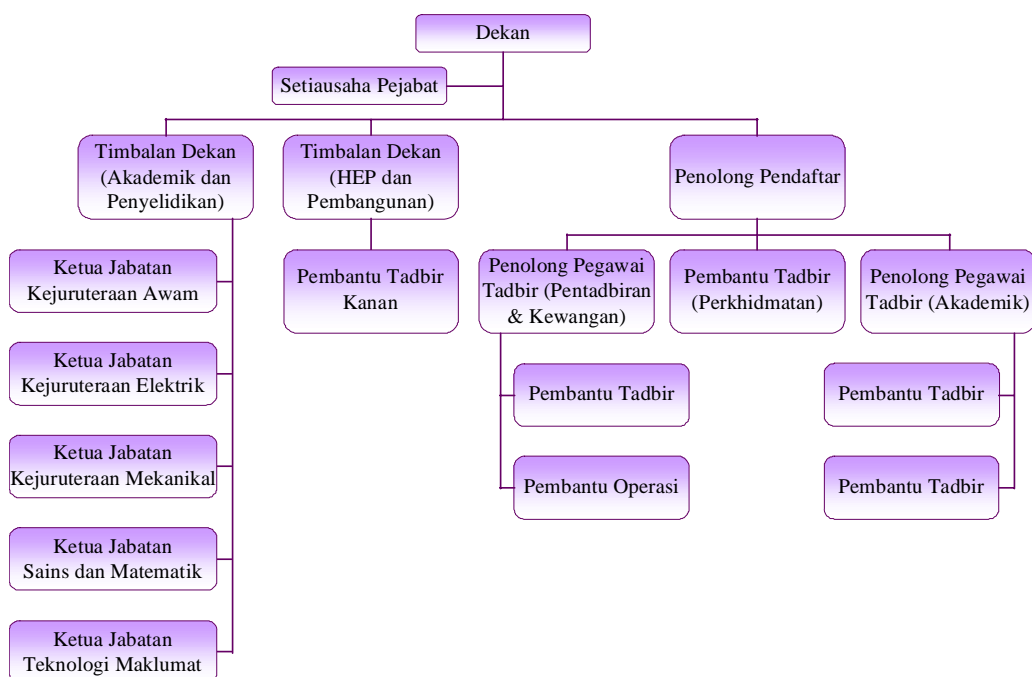 Dekan
Setiausaha Pejabat
Timbalan Dekan
(Akademik dan
Penyelidikan)
Timbalan Dekan
(HEP dan
Pembangunan)
Penolong Pendaftar
Ketua Jabatan
Kejuruteraan Awam
Ketua Jabatan
Kejuruteraan Elektrik
Ketua Jabatan
Kejuruteraan Mekanikal
Ketua Jabatan
Sains dan Matematik
Ketua Jabatan
Teknologi Maklumat
Pembantu Tadbir
Kanan
Penolong Pegawai
Tadbir (Pentadbiran
& Kewangan)
Pembantu Tadbir
Pembantu Operasi
Pembantu Tadbir
(Perkhidmatan)
Penolong Pegawai
Tadbir (Akademik)
Pembantu Tadbir
Pembantu Tadbir